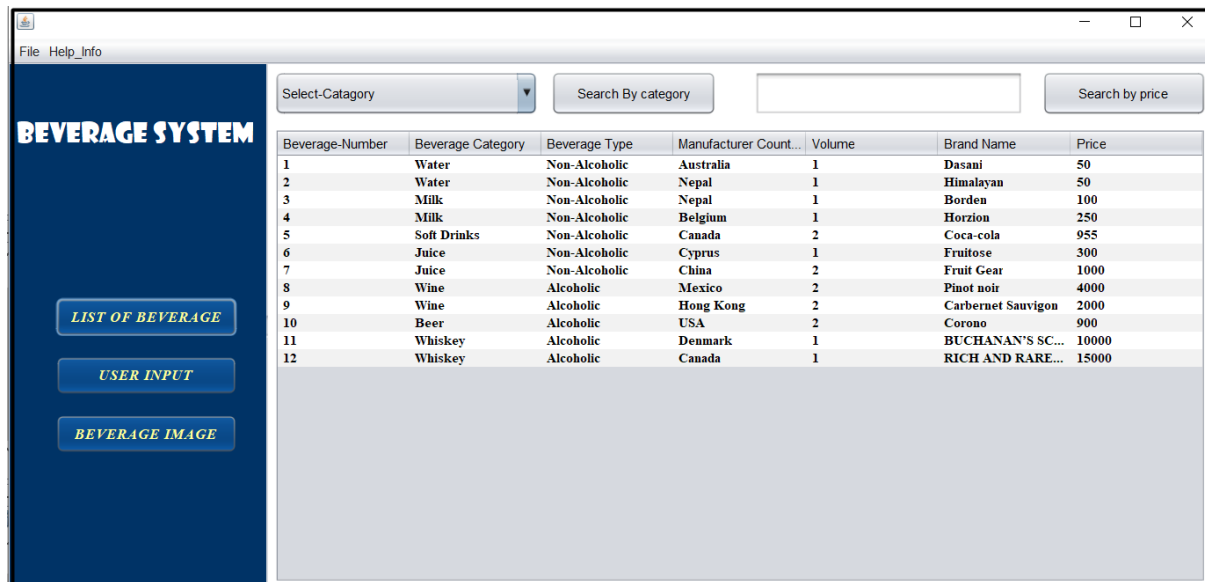 File Help_Info
BEVERAGE SYSTEM
LIST OF BEVERAGE
USER INPUT
BEVERAGE IMAGE
Select-Catagory Search By category Search by price
Beverage-Number Beverage Category Beverage Type Manufacturer Count... Volume Brand Name Price
1 Water Non-Alcoholic Australia 1 Dasani 50
2 Water Non-Alcoholic Nepal 1 Himalayan 50
3 Milk Non-Alcoholic Nepal 1 Borden 100
4 Milk Non-Alcoholic Belgium 1 Horzion 250
5 Soft Drinks Non-Alcoholic Canada 2 Coca-cola 955
6 Juice Non-Alcoholic Cyprus 1 Fruitose 300
7 Juice Non-Alcoholic China 2 Fruit Gear 1000
8 Wine Alcoholic Mexico 2 Pinot noir 4000
9 Wine Alcoholic Hong Kong 2 Carbernet Sauvigon 2000
10 Beer Alcoholic USA 2 Corono 900
11 Whiskey Alcoholic Denmark 1 BUCHANAN'S SC... 10000
12 Whiskey Alcoholic Canada 1 RICH AND RARE... 15000